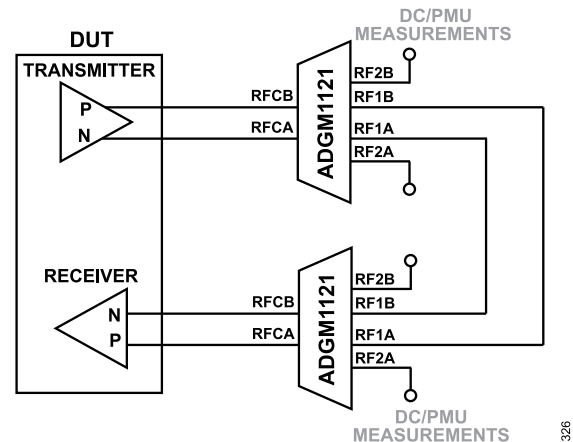 DC/PMU
MEASUREMENTS
DUT
TRANSMITTER
P
N
RFCB
RFCA
ADGM1121
RF2B
RF1B
RF1A
RF2A
RECEIVER
N
P
RFCB
RFCA
ADGM1121
RF2B
RF1B
RF1A
RF2A
DC/PMU
MEASUREMENTS
326